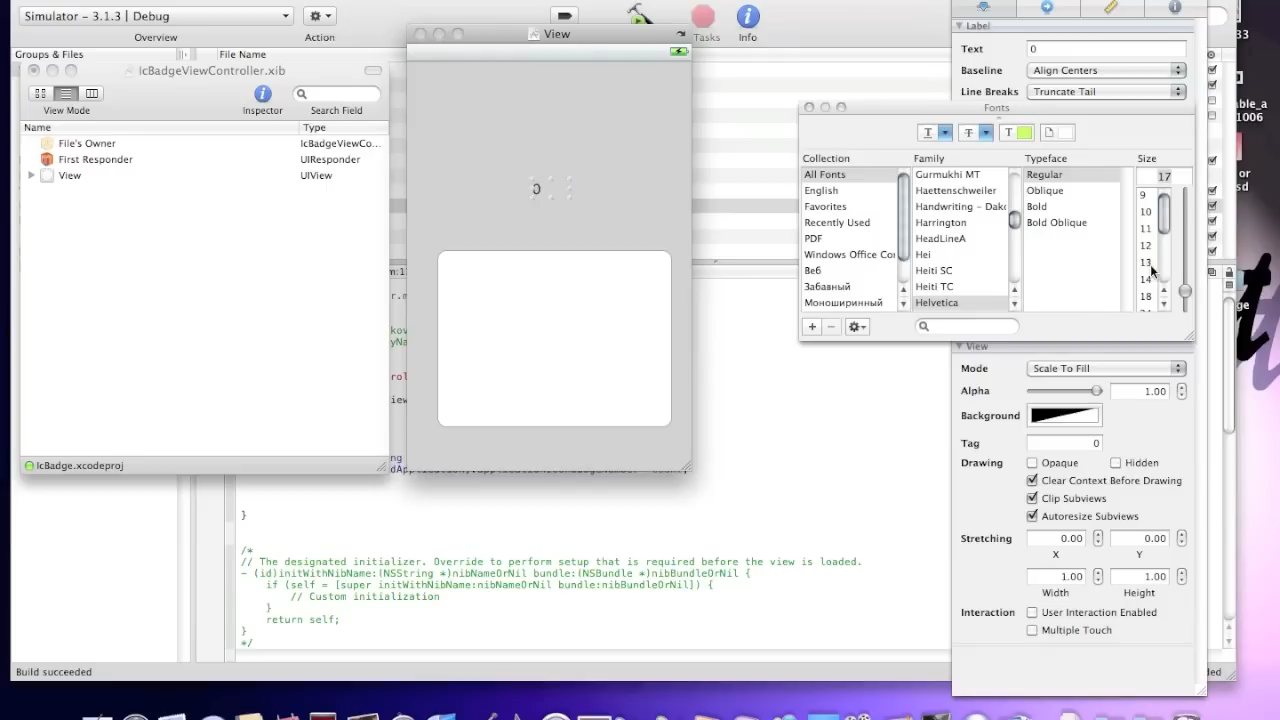 Simulator - 3.1.3 | Debug
Overview
Action
Tasks
Info
Groups & Files
File Name
IcBadgeViewController.xib
View Mode
Inspector
Search Field
Name
Type
File's Owner
IcBadgeViewCo...
First Responder
UIResponder
View
UIView
IcBadge.xcodeproj
View
0
Label
Text
0
Baseline
Align Centers
Line Breaks
Truncate Tail
Fonts
T
T
T
Collection
Family
Typeface
Size
All Fonts
English
Favorites
Recently Used
PDF
Windows Office Cor
Веб
Забавный
Моноширинный
Gurmukhi MT
Haettenschweiler
Handwriting - Dako
Harrington
HeadLineA
Hei
Heiti SC
Heiti TC
Helvetica
Regular
Oblique
Bold
Bold Oblique
17
9
10
11
12
13
14
18
View
Mode
Scale To Fill
Alpha
1.00
Background
Tag
0
Drawing
Opaque
Hidden
Clear Context Before Drawing
Clip Subviews
Autoresize Subviews
Stretching
0.00
0.00
X
Y
1.00
1.00
Width
Height
Interaction
User Interaction Enabled
Multiple Touch
}
/*
// The designated initializer. Override to perform setup that is required before the view is loaded.
- (id)initWithNibName:(NSString *)nibNameOrNil bundle:(NSBundle *)nibBundleOrNil {
if (self = [super initWithNibName:nibNameOrNil bundle:nibBundleOrNil]) {
// Custom initialization
}
return self;
}
*/
Build succeeded